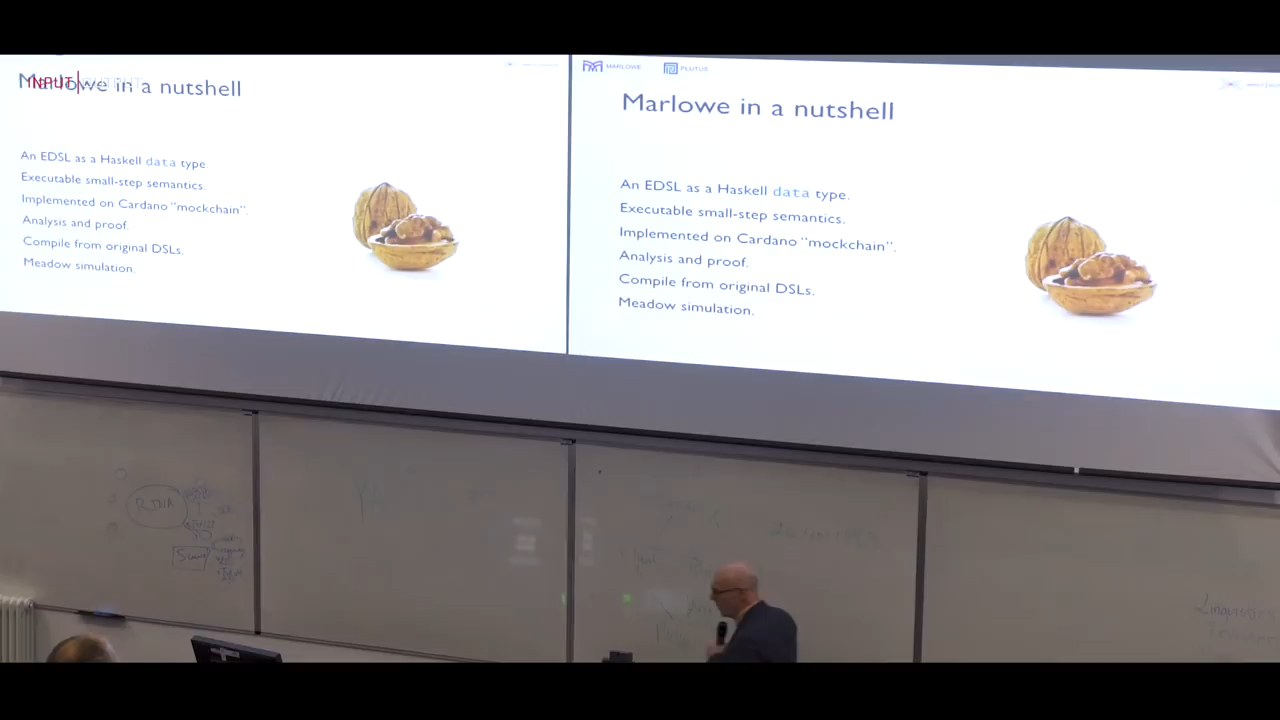 INPUT OUTPUT
Marlowe in a nutshell
An EDSL as a Haskell data type.
Executable small-step semantics.
Implemented on Cardano "mockchain".
Analysis and proof.
Compile from original DSLs.
Meadow simulation.
MARLOWE PLUTUS
Marlowe in a nutshell
An EDSL as a Haskell data type.
Executable small-step semantics.
Implemented on Cardano "mockchain".
Analysis and proof.
Compile from original DSLs.
Meadow simulation.